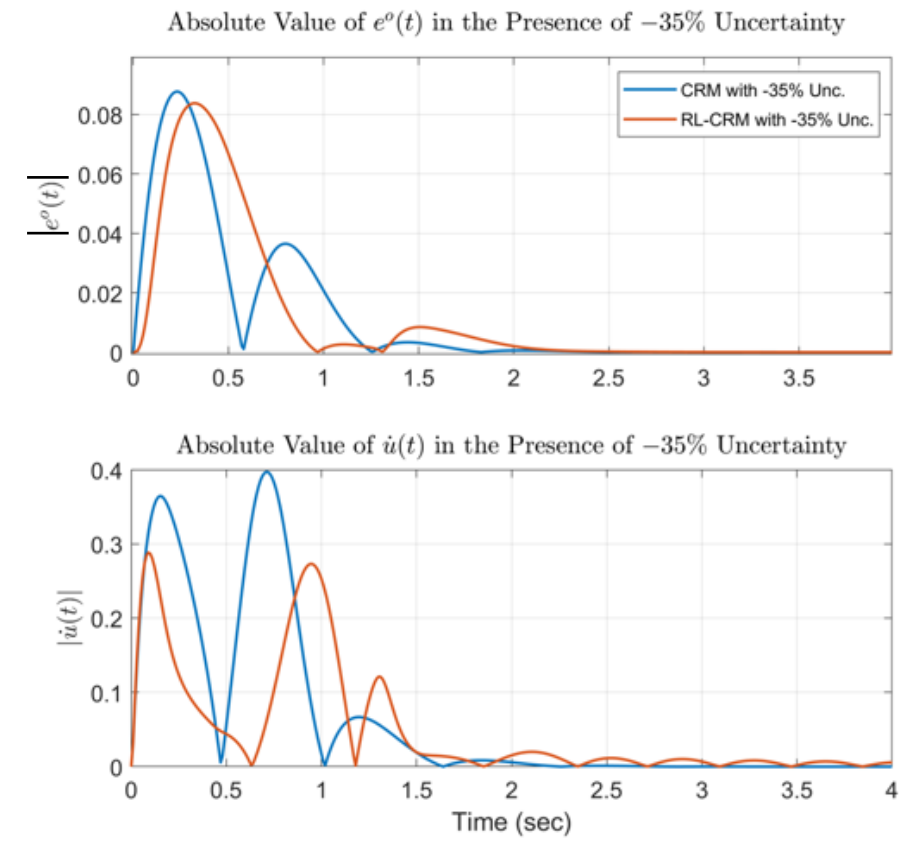 Absolute Value of eᵒ(t) in the Presence of −35% Uncertainty
CRM with -35% Unc.
RL-CRM with -35% Unc.
|eᵒ(t)|
0.08
0.06
0.04
0.02
0
0 0.5 1 1.5 2 2.5 3 3.5
Absolute Value of u̇(t) in the Presence of −35% Uncertainty
|u̇(t)|
0.4
0.3
0.2
0.1
0
0 0.5 1 1.5 2 2.5 3 3.5 4
Time (sec)